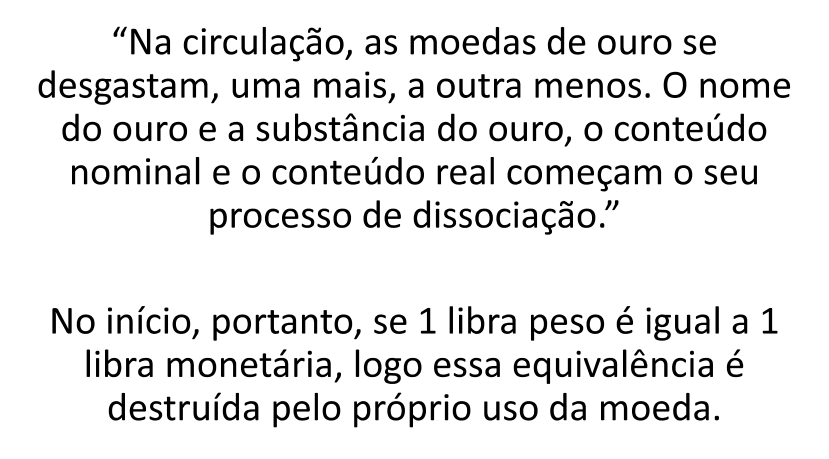 “Na circulação, as moedas de ouro se
desgastam, uma mais, a outra menos. O nome
do ouro e a substância do ouro, o conteúdo
nominal e o conteúdo real começam o seu
processo de dissociação.”
No início, portanto, se 1 libra peso é igual a 1
libra monetária, logo essa equivalência é
destruída pelo próprio uso da moeda.